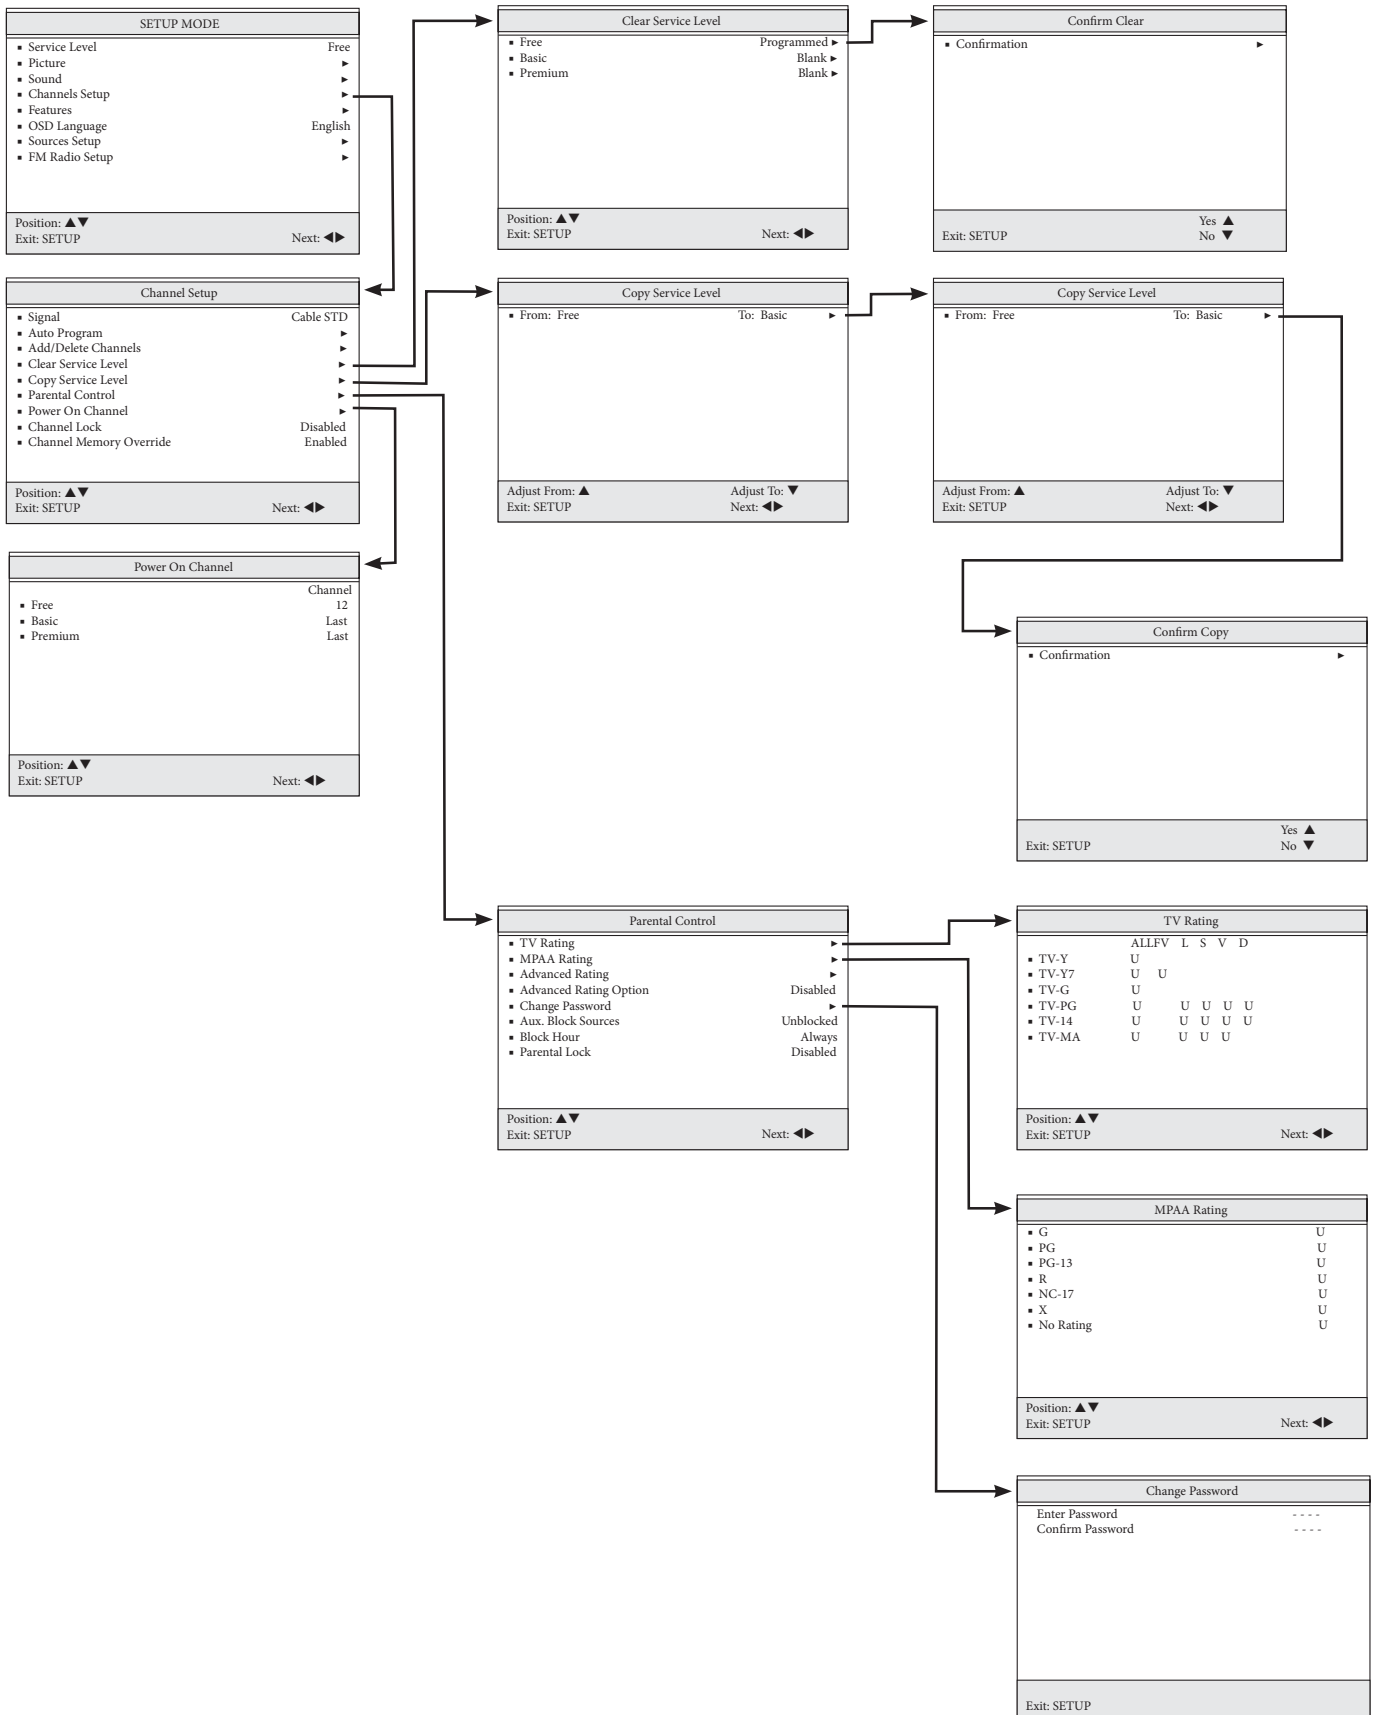 SETUP MODE
▪ Service Level Free
▪ Picture ►
▪ Sound ►
▪ Channels Setup ►
▪ Features ►
▪ OSD Language English
▪ Sources Setup ►
▪ FM Radio Setup ►
Position: ▲▼
Exit: SETUP Next: ◀▶
Clear Service Level
▪ Free Programmed ►
▪ Basic Blank ►
▪ Premium Blank ►
Position: ▲▼
Exit: SETUP Next: ◀▶
Confirm Clear
▪ Confirmation ►
Yes ▲
Exit: SETUP No ▼
Channel Setup
▪ Signal Cable STD
▪ Auto Program ►
▪ Add/Delete Channels ►
▪ Clear Service Level ►
▪ Copy Service Level ►
▪ Parental Control ►
▪ Power On Channel ►
▪ Channel Lock Disabled
▪ Channel Memory Override Enabled
Position: ▲▼
Exit: SETUP Next: ◀▶
Copy Service Level
▪ From: Free To: Basic ►
Adjust From: ▲ Adjust To: ▼
Exit: SETUP Next: ◀▶
Copy Service Level
▪ From: Free To: Basic ►
Adjust From: ▲ Adjust To: ▼
Exit: SETUP Next: ◀▶
Power On Channel
Channel
▪ Free 12
▪ Basic Last
▪ Premium Last
Position: ▲▼
Exit: SETUP Next: ◀▶
Confirm Copy
▪ Confirmation ►
Yes ▲
Exit: SETUP No ▼
Parental Control
▪ TV Rating ►
▪ MPAA Rating ►
▪ Advanced Rating ►
▪ Advanced Rating Option Disabled
▪ Change Password ►
▪ Aux. Block Sources Unblocked
▪ Block Hour Always
▪ Parental Lock Disabled
Position: ▲▼
Exit: SETUP Next: ◀▶
TV Rating
ALLFV L S V D
▪ TV-Y U
▪ TV-Y7 U U
▪ TV-G U
▪ TV-PG U U U U U
▪ TV-14 U U U U U
▪ TV-MA U U U U
Position: ▲▼
Exit: SETUP Next: ◀▶
MPAA Rating
▪ G U
▪ PG U
▪ PG-13 U
▪ R U
▪ NC-17 U
▪ X U
▪ No Rating U
Position: ▲▼
Exit: SETUP Next: ◀▶
Change Password
Enter Password - - - -
Confirm Password - - - -
Exit: SETUP